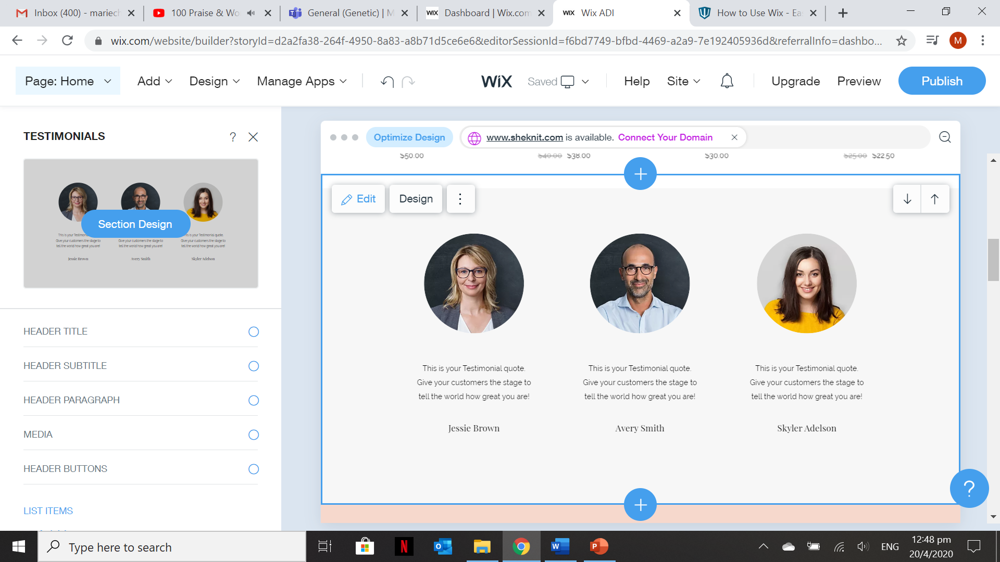 Inbox (400) - mariech
100 Praise & Wo
General (Genetic) | M
WIX Dashboard | Wix.com
WIX Wix ADI
How to Use Wix - Ea
wix.com/website/builder?storyId=d2a2fa38-264f-4950-8a83-a8b71d5ce6e6&editorSessionId=f6bd7749-bfbd-4469-a2a9-7e192405936d&referralInfo=dashbo...
M
Page: Home
Add
Design
Manage Apps
WiX
Saved
Help
Site
Upgrade
Preview
Publish
TESTIMONIALS
?
Section Design
This is your Testimonial quote.
Give your customers the stage to
tell the world how great you are!
Jessie Brown
Give your customers the stage to
tell the world how great you are!
Avery Smith
This is your Testimonial quote.
Give your customers the stage to
tell the world how great you are!
Skyler Adelson
HEADER TITLE
HEADER SUBTITLE
HEADER PARAGRAPH
MEDIA
HEADER BUTTONS
LIST ITEMS
Optimize Design
www.sheknit.com is available. Connect Your Domain
$50.00
$40.00 $38.00
$30.00
$25.00 $22.50
Edit
Design
This is your Testimonial quote.
Give your customers the stage to
tell the world how great you are!
Jessie Brown
This is your Testimonial quote.
Give your customers the stage to
tell the world how great you are!
Avery Smith
This is your Testimonial quote.
Give your customers the stage to
tell the world how great you are!
Skyler Adelson
?
Type here to search
N
O
W
P
ENG
12:48 pm
20/4/2020